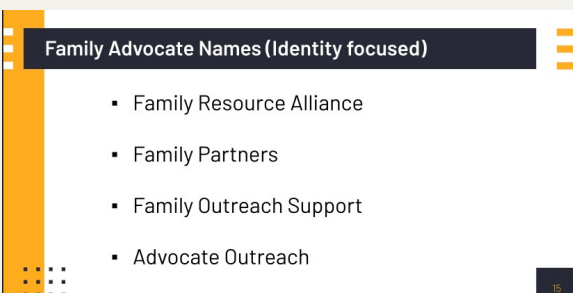 Family Advocate Names (Identity focused)
▪ Family Resource Alliance
▪ Family Partners
▪ Family Outreach Support
▪ Advocate Outreach
15